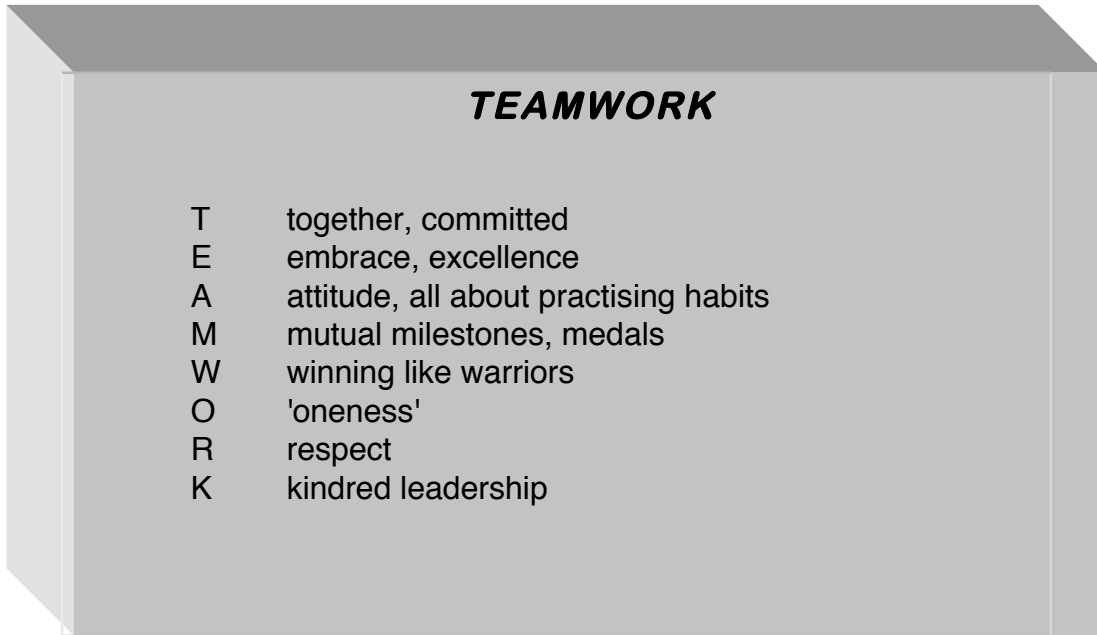 TEAMWORK
T together, committed
E embrace, excellence
A attitude, all about practising habits
M mutual milestones, medals
W winning like warriors
O 'oneness'
R respect
K kindred leadership